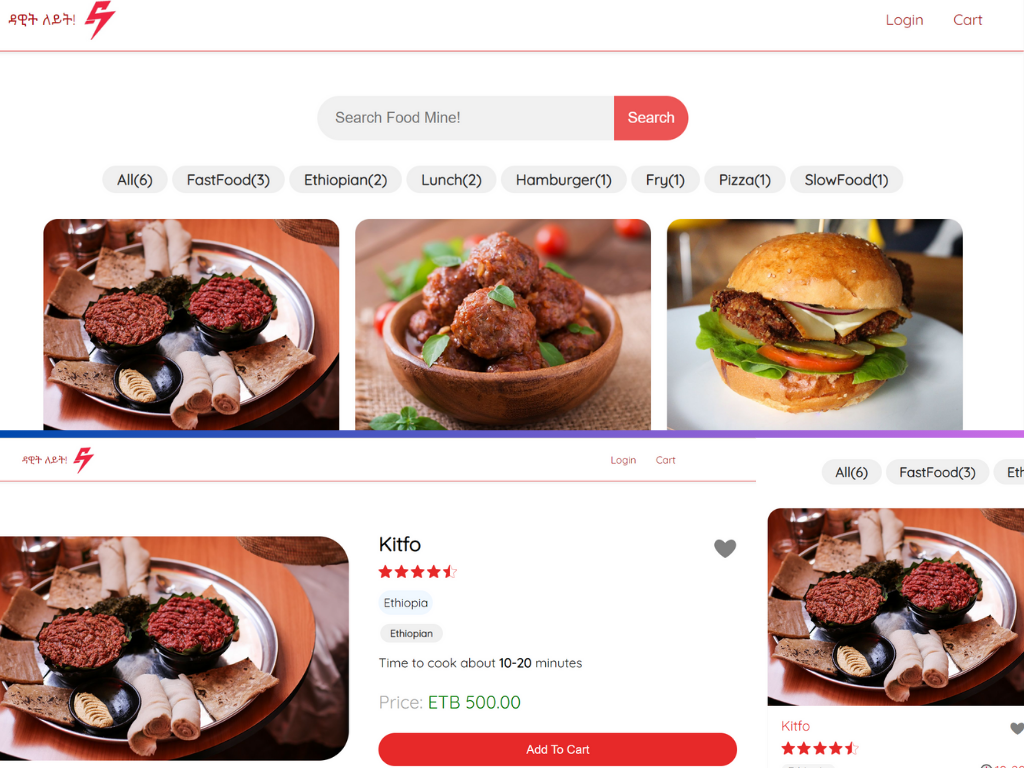 ዳዊት ለይት!
Login
Cart
Search Food Mine!
Search
All(6)
FastFood(3)
Ethiopian(2)
Lunch(2)
Hamburger(1)
Fry(1)
Pizza(1)
SlowFood(1)
ዳዊት ለይት!
Login
Cart
Kitfo
Ethiopia
Ethiopian
Time to cook about 10-20 minutes
Price: ETB 500.00
Add To Cart
All(6)
FastFood(3)
Eth
Kitfo